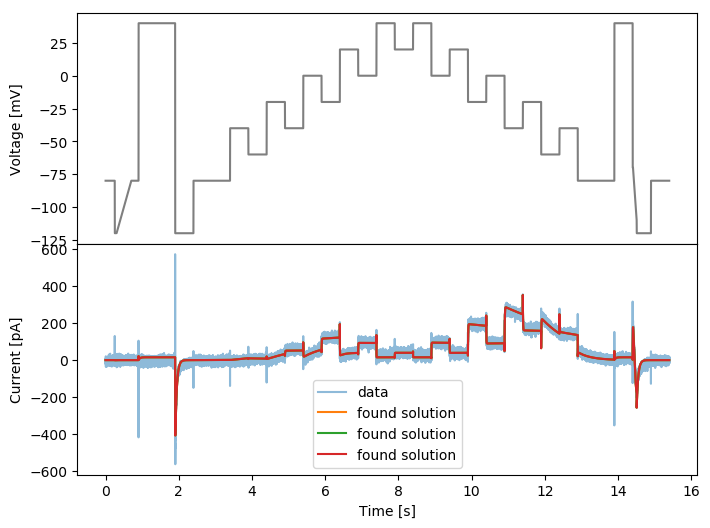 25
0
−25
−50
−75
−100
−125
Voltage [mV]
600
400
200
0
−200
−400
−600
Current [pA]
data
found solution
found solution
found solution
0 2 4 6 8 10 12 14 16
Time [s]